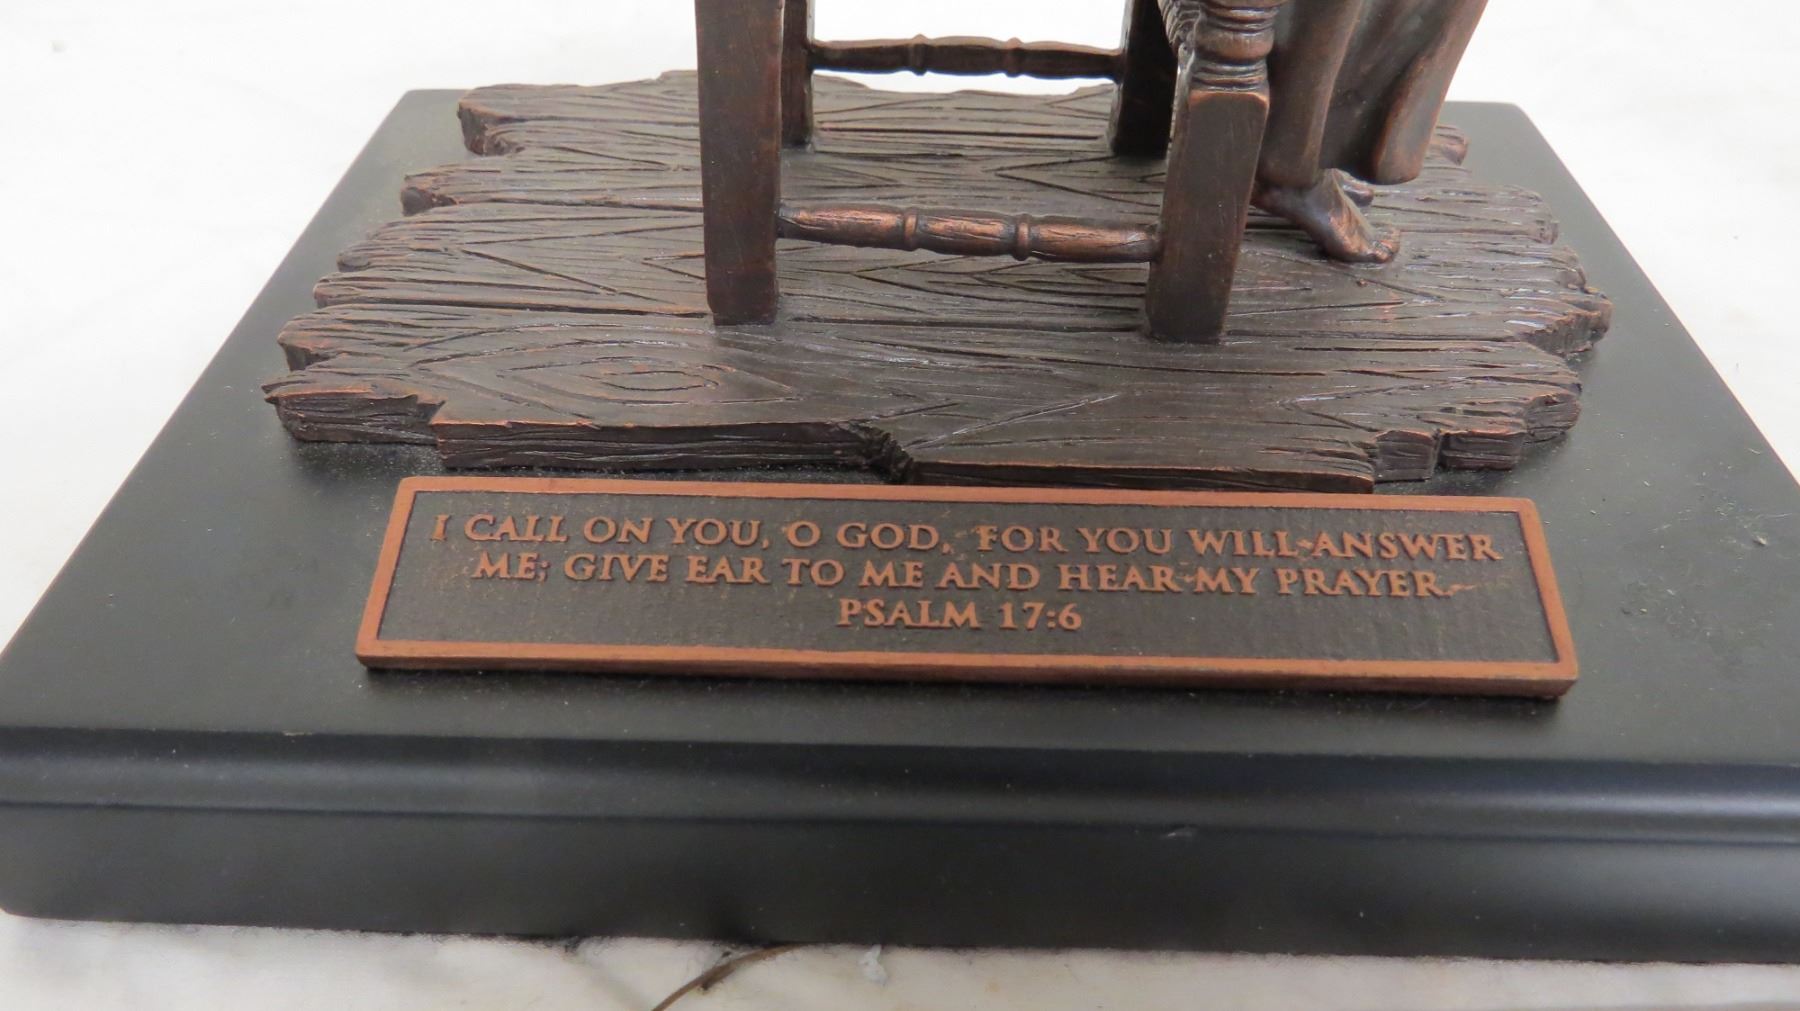 I CALL ON YOU, O GOD, FOR YOU WILL ANSWER
ME; GIVE EAR TO ME AND HEAR MY PRAYER.
PSALM 17:6